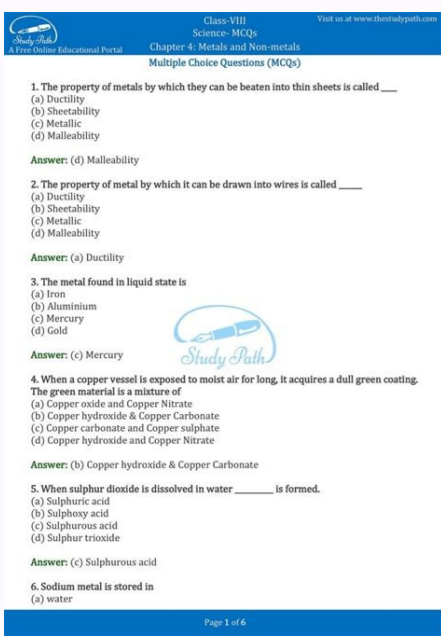 Class-VIII
Visit us at www.thestudypath.com
Science- MCQs
Study Path
A Free Online Educational Portal
Chapter 4: Metals and Non-metals
Multiple Choice Questions (MCQs)
1. The property of metals by which they can be beaten into thin sheets is called ___
(a) Ductility
(b) Sheetability
(c) Metallic
(d) Malleability
Answer: (d) Malleability
2. The property of metal by which it can be drawn into wires is called _____
(a) Ductility
(b) Sheetability
(c) Metallic
(d) Malleability
Answer: (a) Ductility
3. The metal found in liquid state is
(a) Iron
(b) Aluminium
(c) Mercury
(d) Gold
Study Path
Answer: (c) Mercury
4. When a copper vessel is exposed to moist air for long, it acquires a dull green coating.
The green material is a mixture of
(a) Copper oxide and Copper Nitrate
(b) Copper hydroxide & Copper Carbonate
(c) Copper carbonate and Copper sulphate
(d) Copper hydroxide and Copper Nitrate
Answer: (b) Copper hydroxide & Copper Carbonate
5. When sulphur dioxide is dissolved in water ________ is formed.
(a) Sulphuric acid
(b) Sulphoxy acid
(c) Sulphurous acid
(d) Sulphur trioxide
Answer: (c) Sulphurous acid
6. Sodium metal is stored in
(a) water
Page 1 of 6